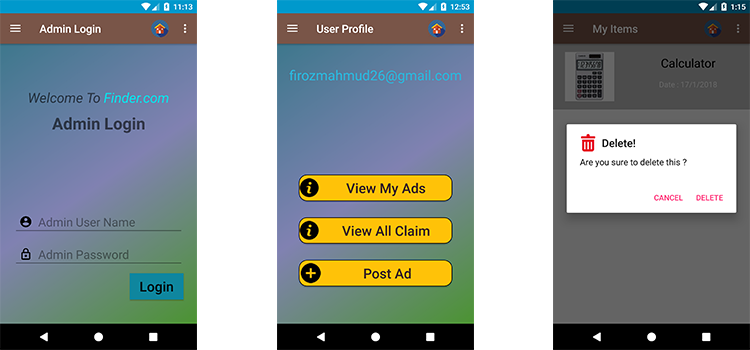 11:13
Admin Login
Welcome To Finder.com
Admin Login
Admin User Name
Admin Password
Login
12:53
User Profile
firozmahmud26@gmail.com
View My Ads
View All Claim
Post Ad
1:15
My Items
Calculator
Date : 17/1/2018
Delete!
Are you sure to delete this ?
CANCEL DELETE